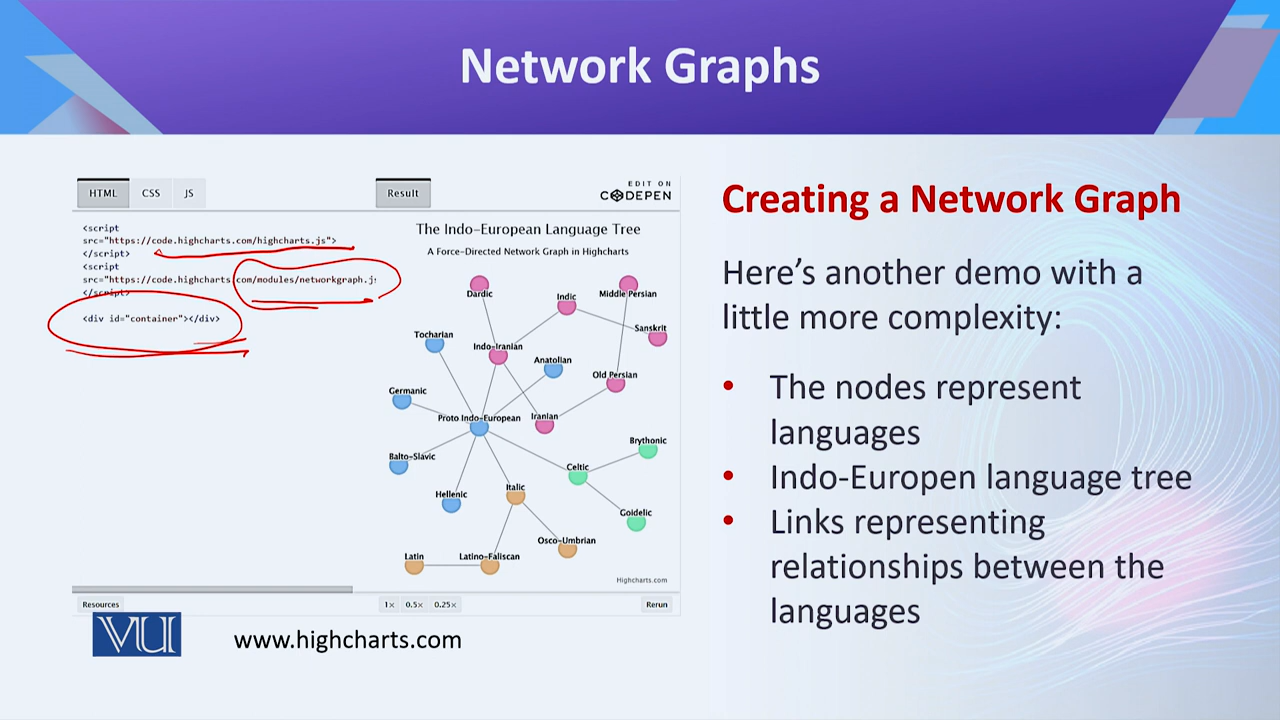 Network Graphs
HTML CSS JS
Result
EDIT ON
CODEPEN
<script
src="https://code.highcharts.com/highcharts.js">
</script>
<script
src="https://code.highcharts.com/modules/networkgraph.j
</script>
<div id="container"></div>
The Indo-European Language Tree
A Force-Directed Network Graph in Highcharts
Dardic
Indic
Middle Persian
Sanskrit
Tocharian
Indo-Iranian
Anatolian
Old Persian
Germanic
Proto Indo-European
Iranian
Brythonic
Balto-Slavic
Celtic
Hellenic
Italic
Goidelic
Osco-Umbrian
Latin
Latino-Faliscan
Highcharts.com
Resources
1× 0.5× 0.25×
Rerun
VU
www.highcharts.com
Creating a Network Graph
Here’s another demo with a
little more complexity:
• The nodes represent
languages
• Indo-Europen language tree
• Links representing
relationships between the
languages